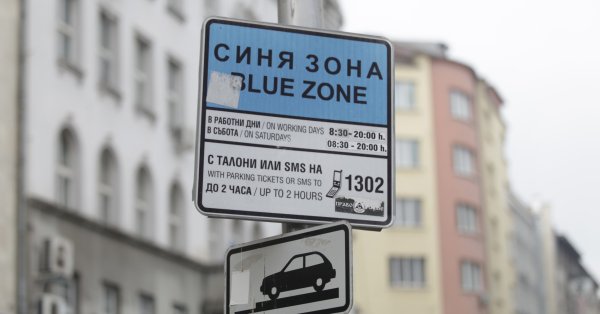 СИНЯ ЗОНА
BLUE ZONE
В РАБОТНИ ДНИ / ON WORKING DAYS 8:30-20:00 h.
В СЪБОТА / ON SATURDAYS 08:30 - 20:00 h.
С ТАЛОНИ ИЛИ SMS НА
WITH PARKING TICKETS OR SMS TO 1302
ДО 2 ЧАСА / UP TO 2 HOURS